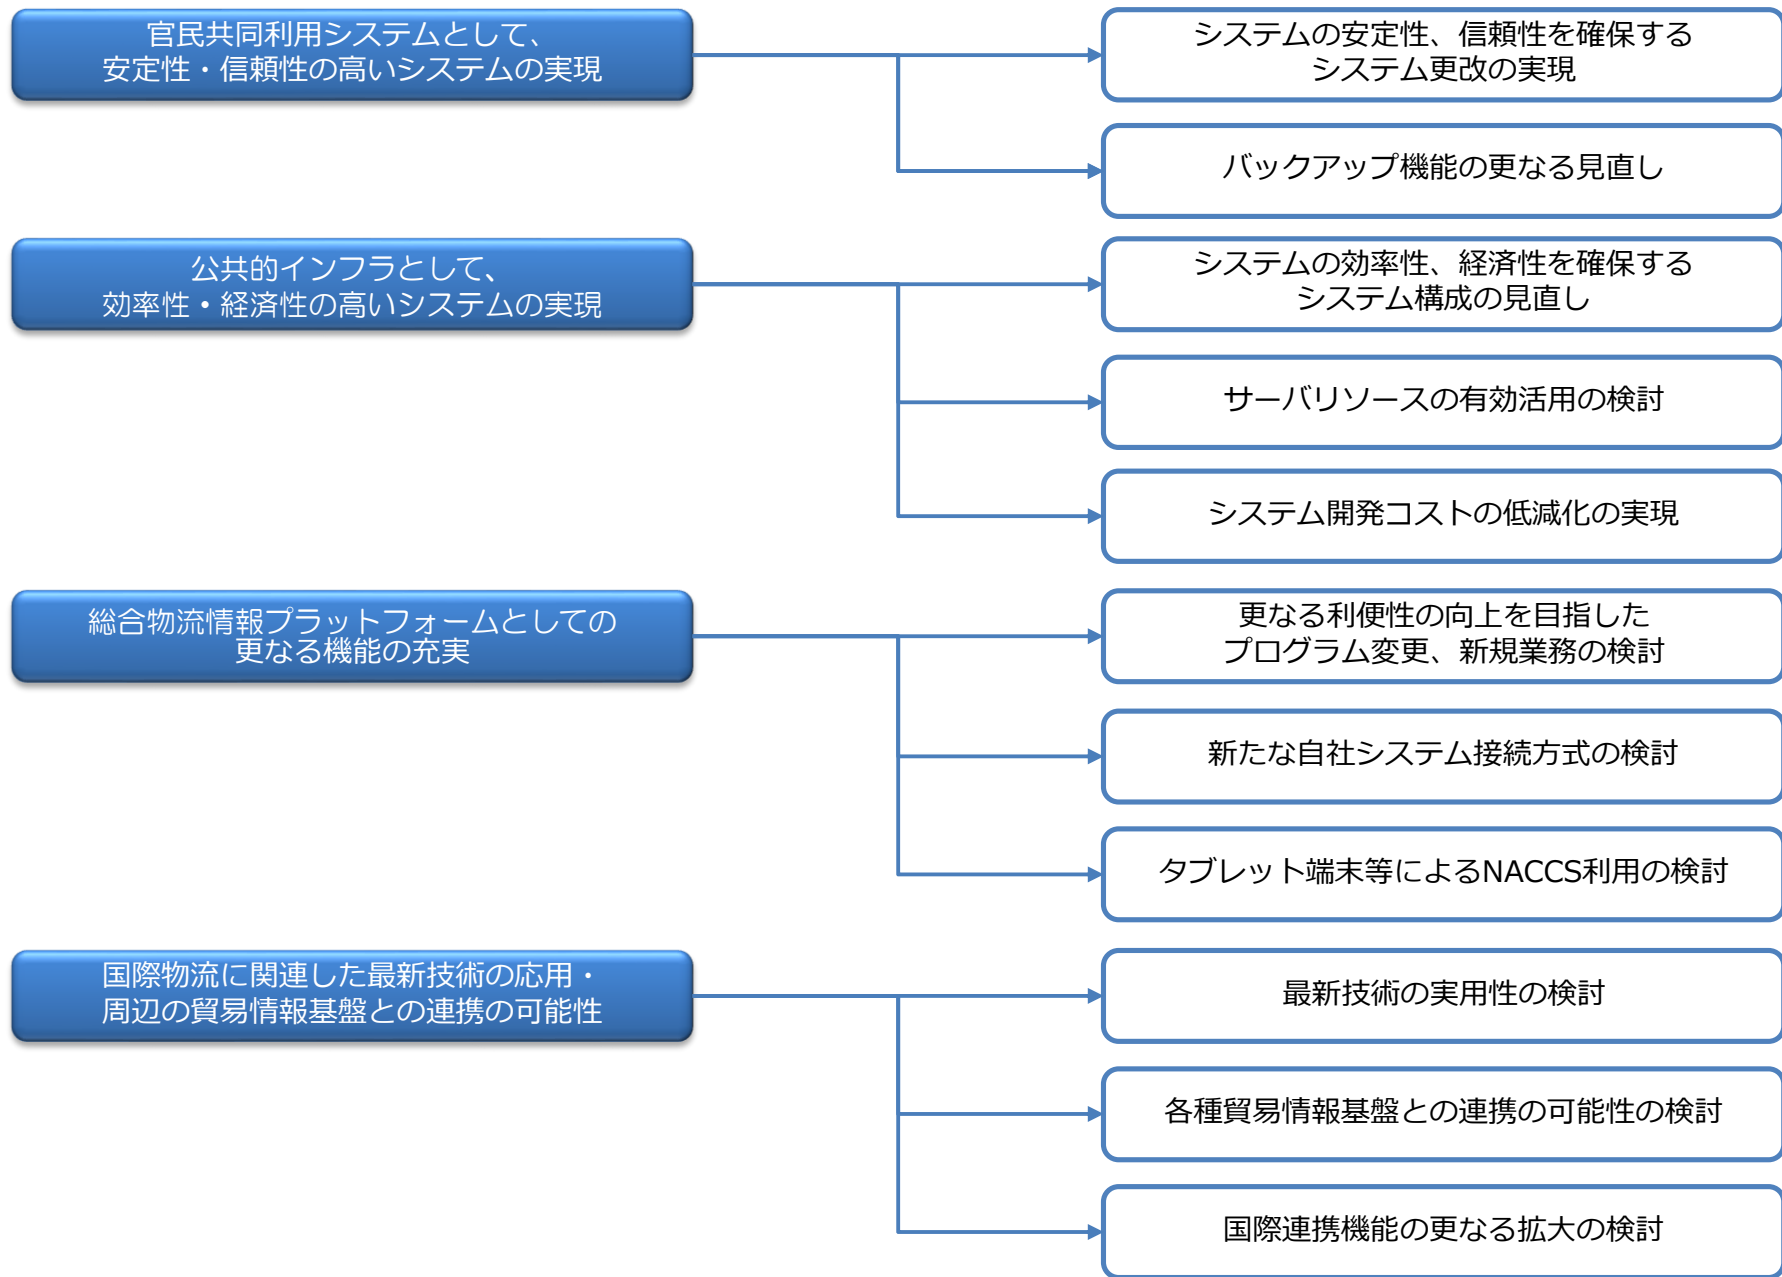 官民共同利用システムとして、
安定性・信頼性の高いシステムの実現
システムの安定性、信頼性を確保する
システム更改の実現
バックアップ機能の更なる見直し
公共的インフラとして、
効率性・経済性の高いシステムの実現
システムの効率性、経済性を確保する
システム構成の見直し
サーバリソースの有効活用の検討
システム開発コストの低減化の実現
総合物流情報プラットフォームとしての
更なる機能の充実
更なる利便性の向上を目指した
プログラム変更、新規業務の検討
新たな自社システム接続方式の検討
タブレット端末等によるNACCS利用の検討
国際物流に関連した最新技術の応用・
周辺の貿易情報基盤との連携の可能性
最新技術の実用性の検討
各種貿易情報基盤との連携の可能性の検討
国際連携機能の更なる拡大の検討